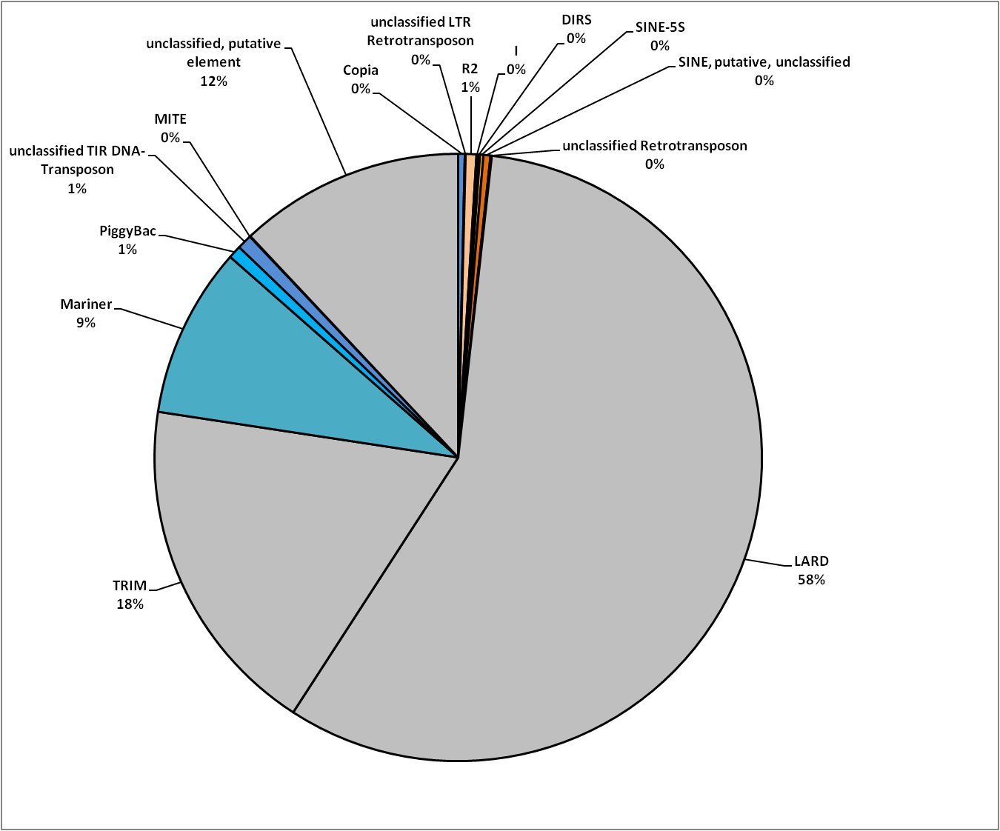 unclassified LTR
Retrotransposon
0%
DIRS
0%
SINE-5S
0%
unclassified, putative
element
12%
Copia
0%
R2
1%
I
0%
SINE, putative, unclassified
0%
MITE
0%
unclassified TIR DNA-
Transposon
1%
unclassified Retrotransposon
0%
PiggyBac
1%
Mariner
9%
LARD
58%
TRIM
18%